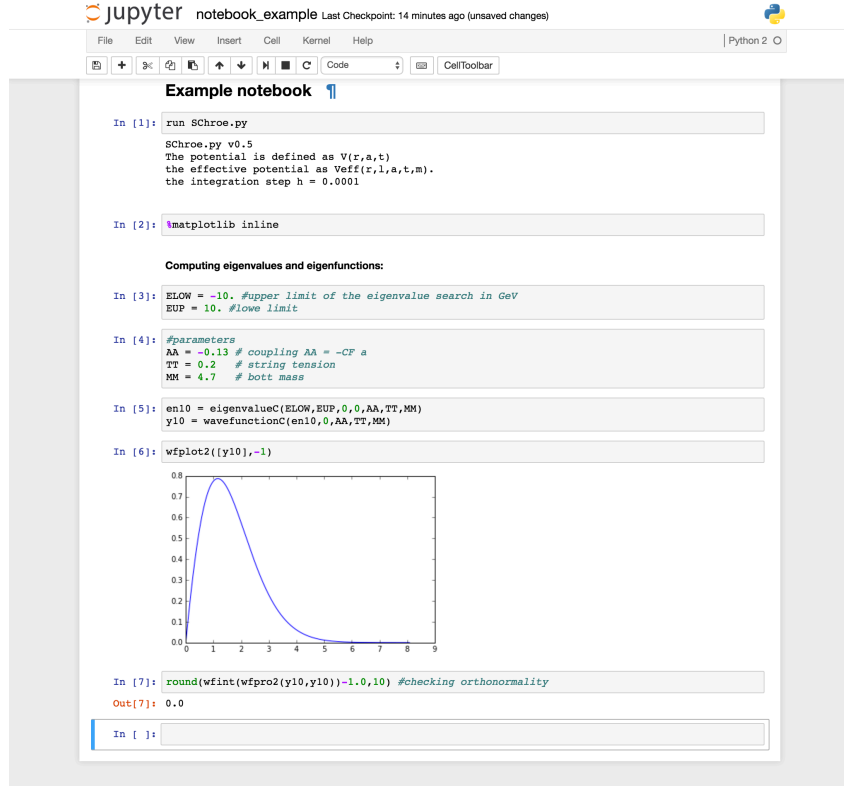 jupyter notebook_example Last Checkpoint: 14 minutes ago (unsaved changes)
File Edit View Insert Cell Kernel Help Python 2
Code CellToolbar
Example notebook ¶
In [1]: run SChroe.py
SChroe.py v0.5
The potential is defined as V(r,a,t)
the effective potential as Veff(r,l,a,t,m).
the integration step h = 0.0001
In [2]: %matplotlib inline
Computing eigenvalues and eigenfunctions:
In [3]: ELOW = -10. #upper limit of the eigenvalue search in GeV
EUP = 10. #lowe limit
In [4]: #parameters
AA = -0.13 # coupling AA = -CF a
TT = 0.2 # string tension
MM = 4.7 # bott mass
In [5]: en10 = eigenvalueC(ELOW,EUP,0,0,AA,TT,MM)
y10 = wavefunctionC(en10,0,AA,TT,MM)
In [6]: wfplot2([y10],-1)
0.8
0.7
0.6
0.5
0.4
0.3
0.2
0.1
0.0
0 1 2 3 4 5 6 7 8 9
In [7]: round(wfint(wfpro2(y10,y10))-1.0,10) #checking orthonormality
Out[7]: 0.0
In [ ]: